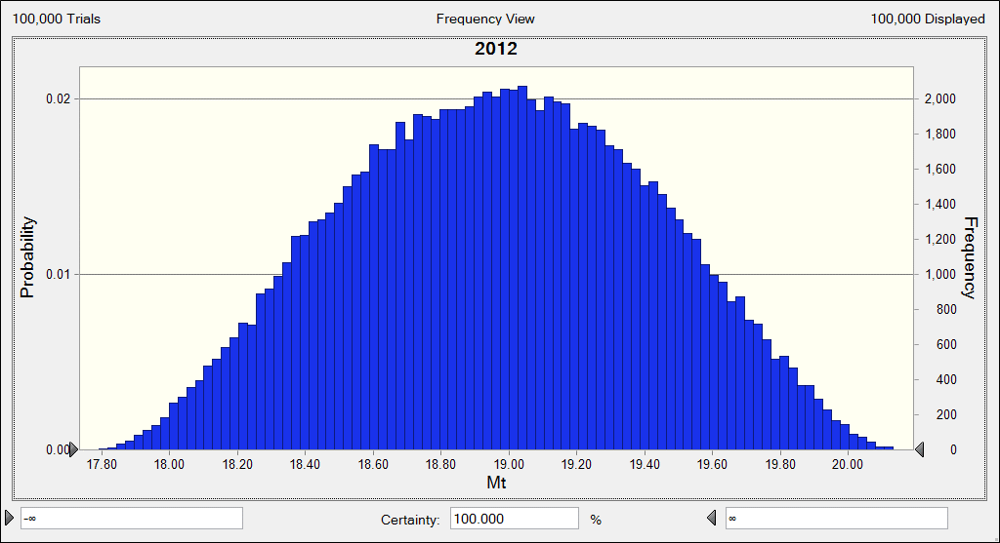 100,000 Trials Frequency View 100,000 Displayed
2012
0.02 2,000
1,800
1,600
1,400
1,200
0.01 1,000
800
600
400
200
0.00 0
Probability
Frequency
17.80 18.00 18.20 18.40 18.60 18.80 19.00 19.20 19.40 19.60 19.80 20.00
Mt
-∞ Certainty: 100.000 % ∞